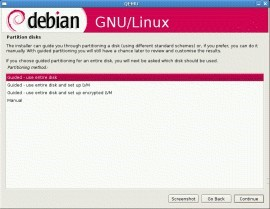 QEMU
debian GNU/Linux
Partition disks
The installer can guide you through partitioning a disk (using different standard schemes) or, if you prefer, you can do it
manually. With guided partitioning you will still have a chance later to review and customise the results.
If you choose guided partitioning for an entire disk, you will next be asked which disk should be used.
Partitioning method:
Guided - use entire disk
Guided - use entire disk and set up LVM
Guided - use entire disk and set up encrypted LVM
Manual
Screenshot Go Back Continue